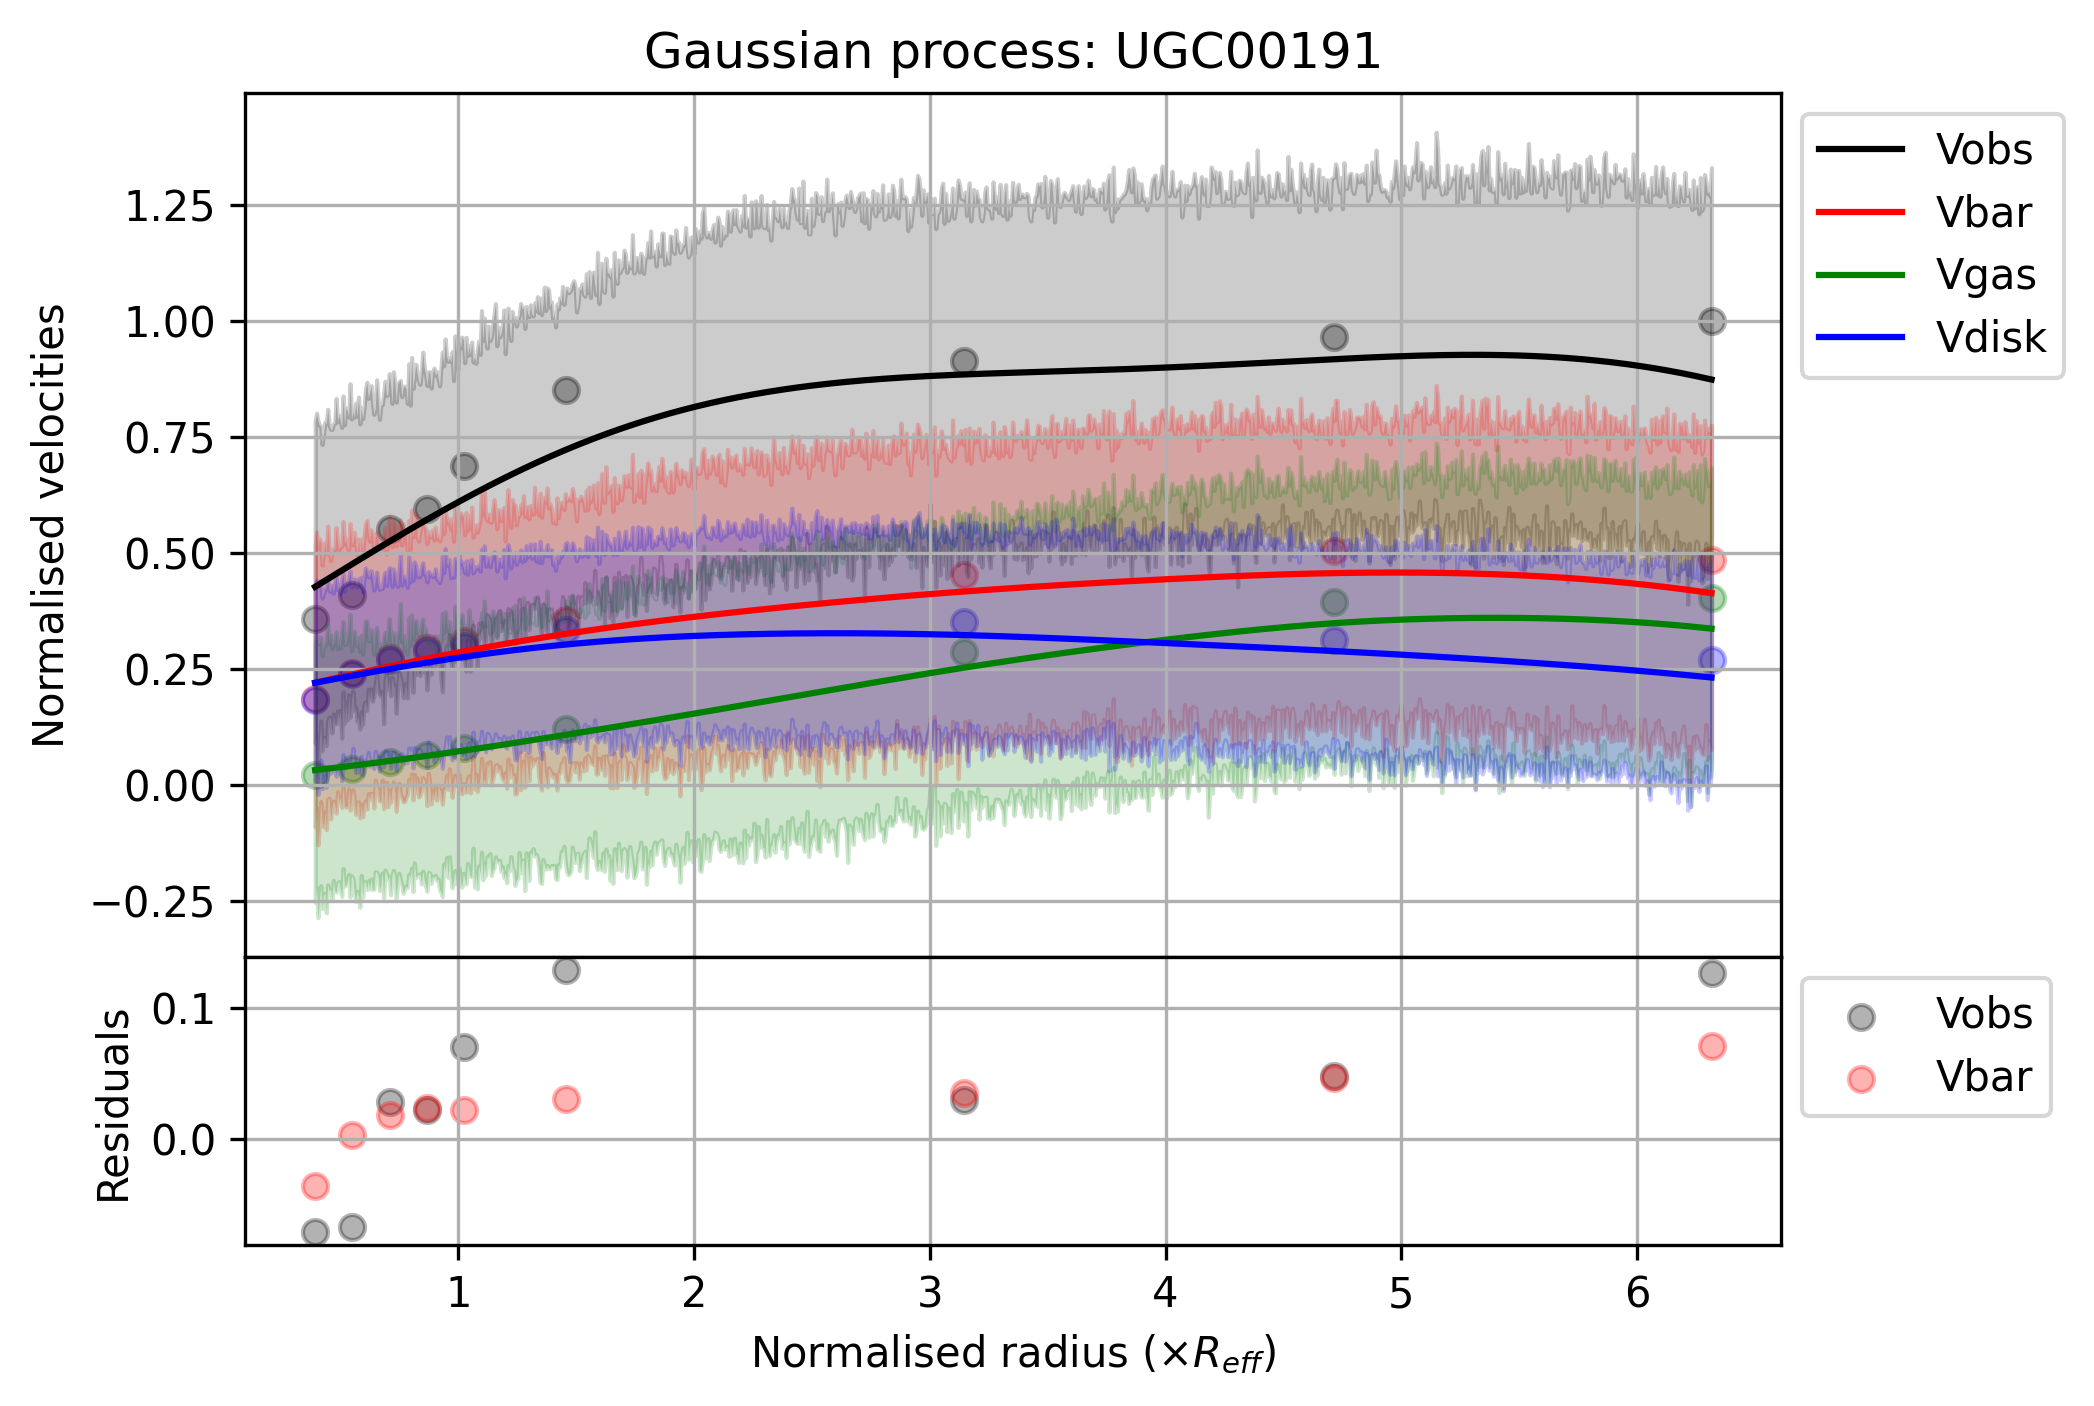 Gaussian process: UGC00191
Normalised velocities
1.25
1.00
0.75
0.50
0.25
0.00
−0.25
Vobs
Vbar
Vgas
Vdisk
Residuals
0.1
0.0
Vobs
Vbar
1 2 3 4 5 6
Normalised radius (×R_eff)